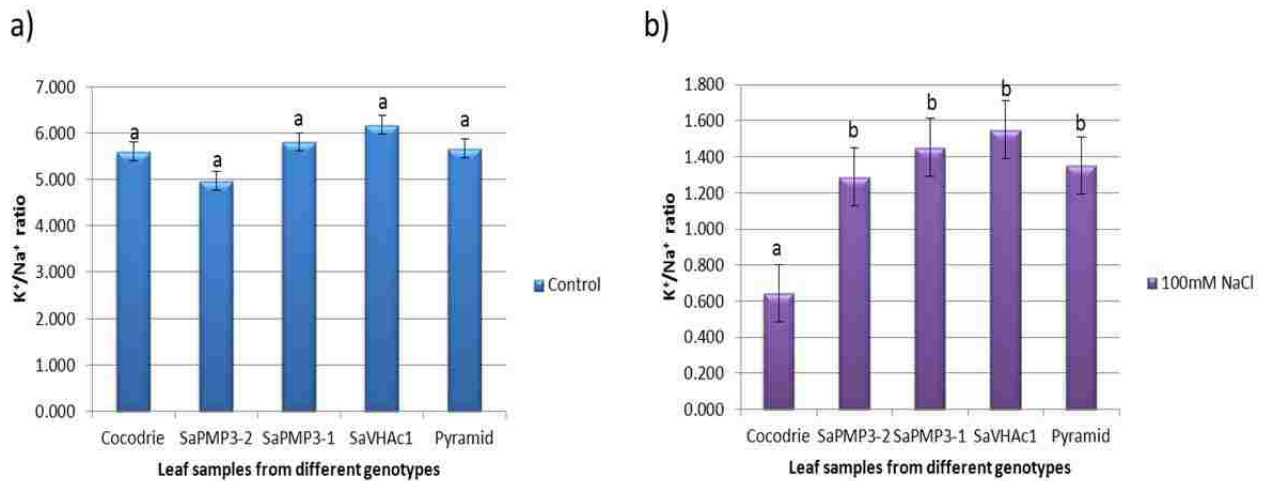 a)
7.000
6.000
5.000
4.000
3.000
2.000
1.000
0.000
K⁺/Na⁺ ratio
a
a
a
a
a
Cocodrie SaPMP3-2 SaPMP3-1 SaVHAc1 Pyramid
Leaf samples from different genotypes
Control
b)
1.800
1.600
1.400
1.200
1.000
0.800
0.600
0.400
0.200
0.000
K⁺/Na⁺ ratio
a
b
b
b
b
Cocodrie SaPMP3-2 SaPMP3-1 SaVHAc1 Pyramid
Leaf samples from different genotypes
100mM NaCl